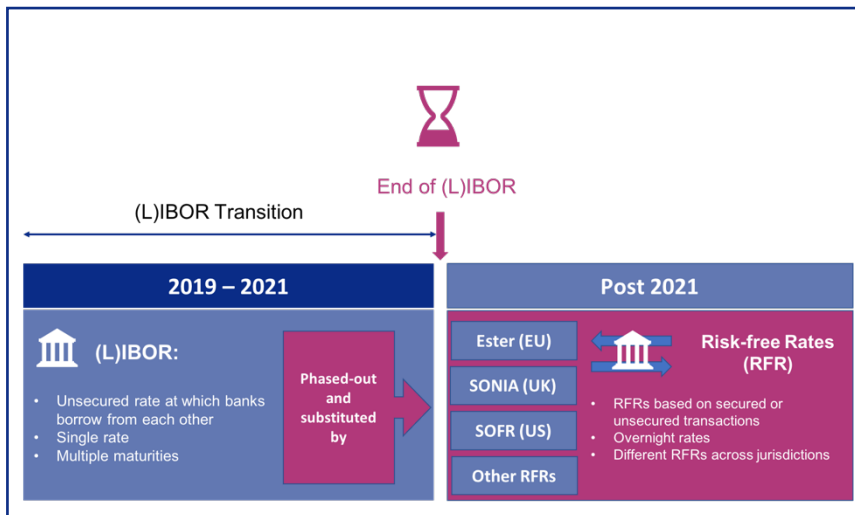 End of (L)IBOR
(L)IBOR Transition
2019 – 2021
(L)IBOR:
• Unsecured rate at which banks
borrow from each other
• Single rate
• Multiple maturities
Phased-out
and
substituted
by
Post 2021
Ester (EU)
SONIA (UK)
SOFR (US)
Other RFRs
Risk-free Rates
(RFR)
• RFRs based on secured or
unsecured transactions
• Overnight rates
• Different RFRs across jurisdictions